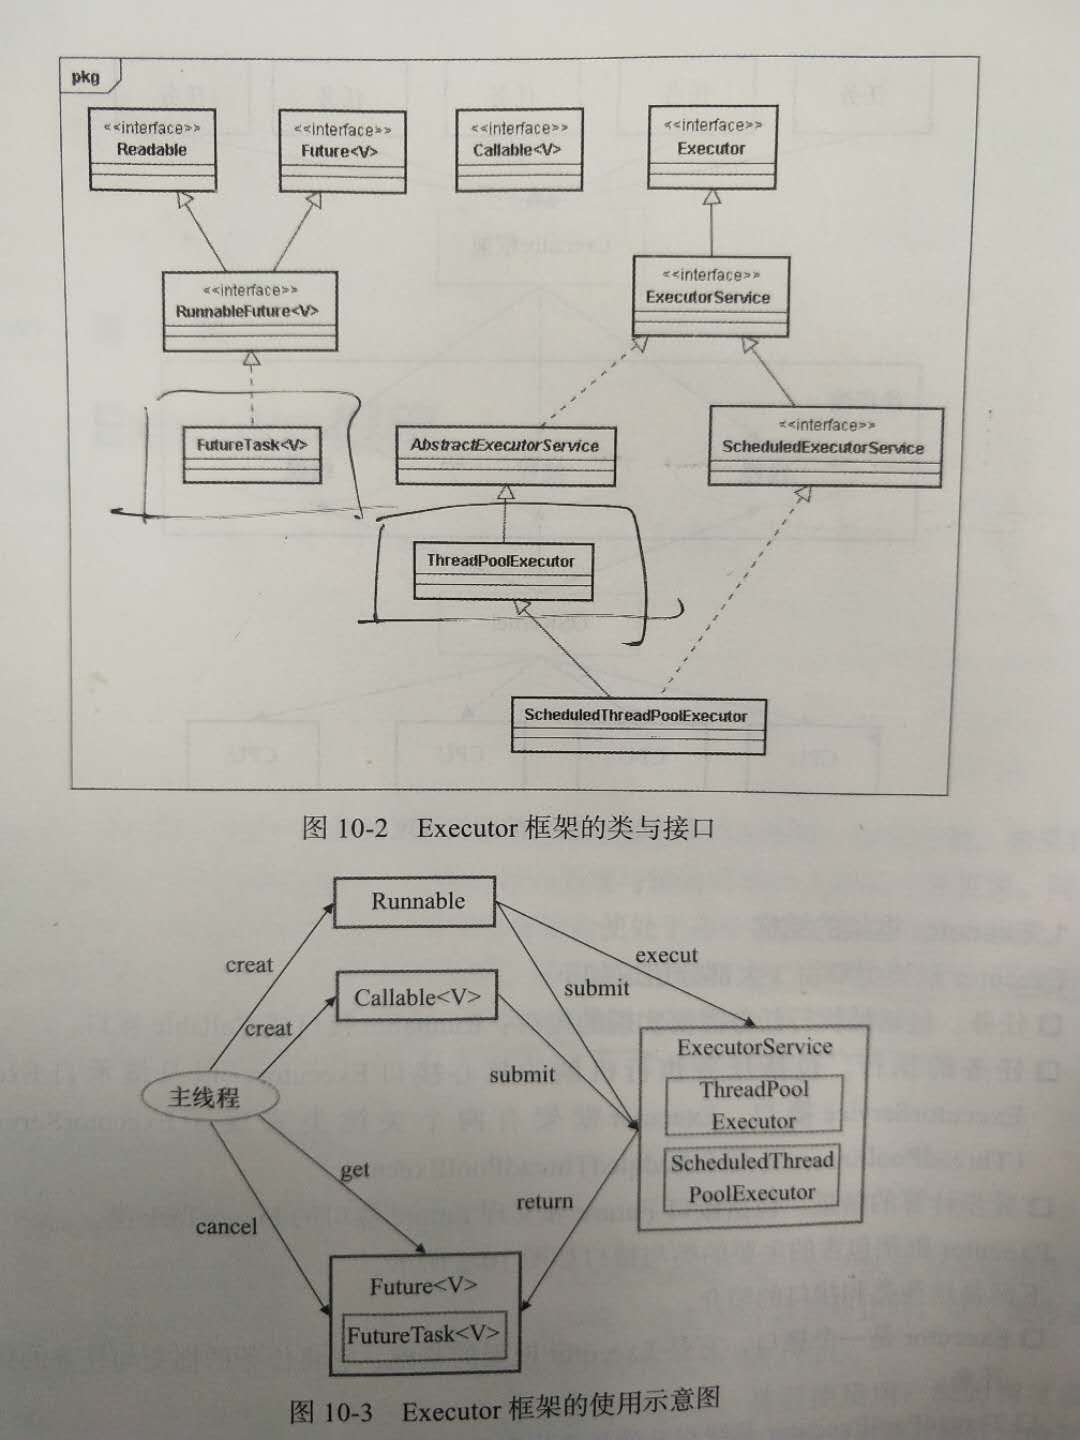 pkg
<<interface>>
Readable
<<interface>>
Future<V>
<<interface>>
Callable<V>
<<interface>>
Executor
<<interface>>
RunnableFuture<V>
<<interface>>
ExecutorService
FutureTask<V>
AbstractExecutorService
<<interface>>
ScheduledExecutorService
ThreadPoolExecutor
ScheduledThreadPoolExecutor
图 10-2 Executor 框架的类与接口
Runnable
creat
execut
submit
Callable<V>
creat
submit
主线程
ExecutorService
ThreadPool
Executor
ScheduledThread
PoolExecutor
get
return
cancel
Future<V>
FutureTask<V>
图 10-3 Executor 框架的使用示意图